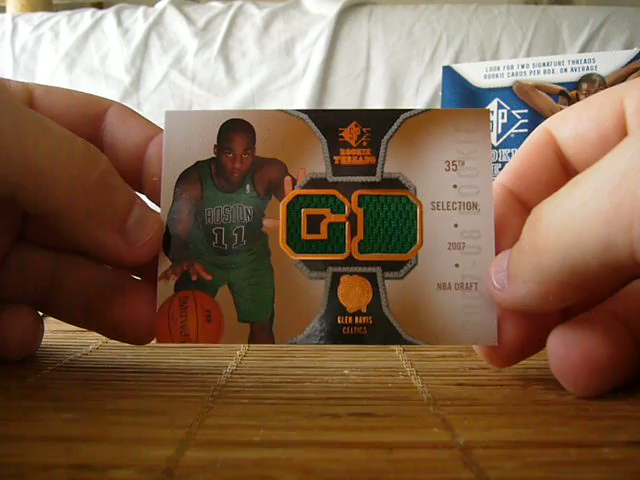 LOOK FOR TWO SIGNATURE THREADS
ROOKIE CARDS PER BOX, ON AVERAGE
SP
ROOKIE
THREADS
35TH
SELECTION,
2007
NBA DRAFT
GD
BOSTON
11
GLEN DAVIS
CELTICS